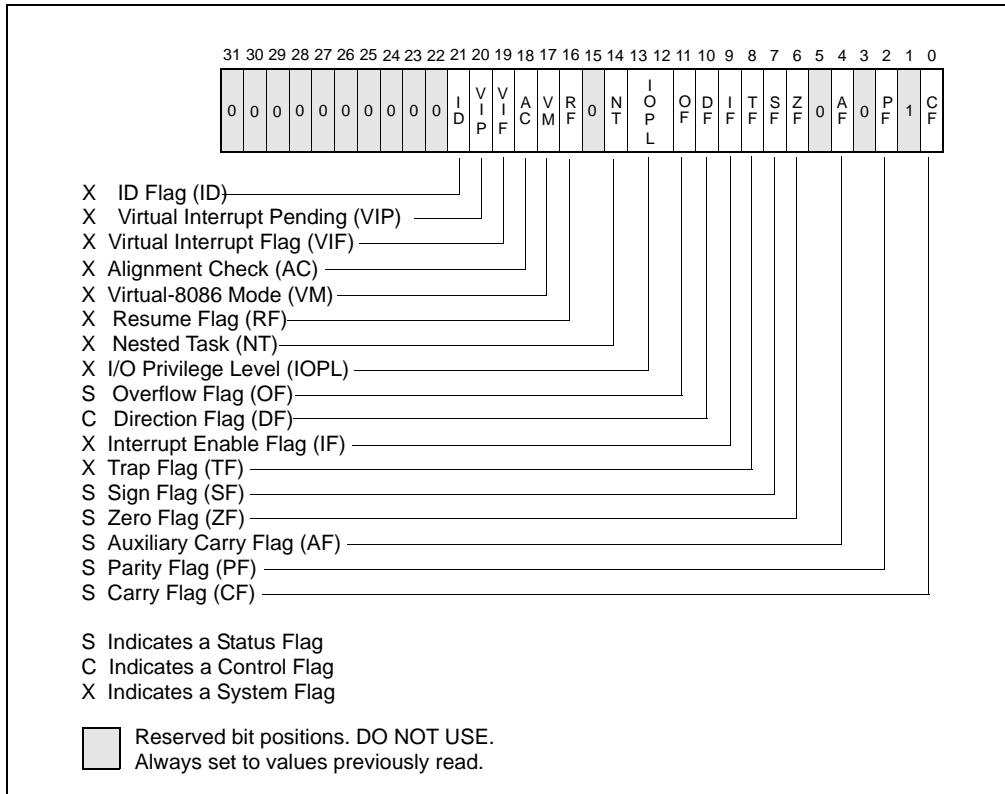 31 30 29 28 27 26 25 24 23 22 21 20 19 18 17 16 15 14 13 12 11 10 9 8 7 6 5 4 3 2 1 0
0 0 0 0 0 0 0 0 0 0 ID VIP VIF AC VM RF 0 NT IOPL OF DF IF TF SF ZF 0 AF 0 PF 1 CF
X ID Flag (ID)
X Virtual Interrupt Pending (VIP)
X Virtual Interrupt Flag (VIF)
X Alignment Check (AC)
X Virtual-8086 Mode (VM)
X Resume Flag (RF)
X Nested Task (NT)
X I/O Privilege Level (IOPL)
S Overflow Flag (OF)
C Direction Flag (DF)
X Interrupt Enable Flag (IF)
X Trap Flag (TF)
S Sign Flag (SF)
S Zero Flag (ZF)
S Auxiliary Carry Flag (AF)
S Parity Flag (PF)
S Carry Flag (CF)
S Indicates a Status Flag
C Indicates a Control Flag
X Indicates a System Flag
Reserved bit positions. DO NOT USE.
Always set to values previously read.